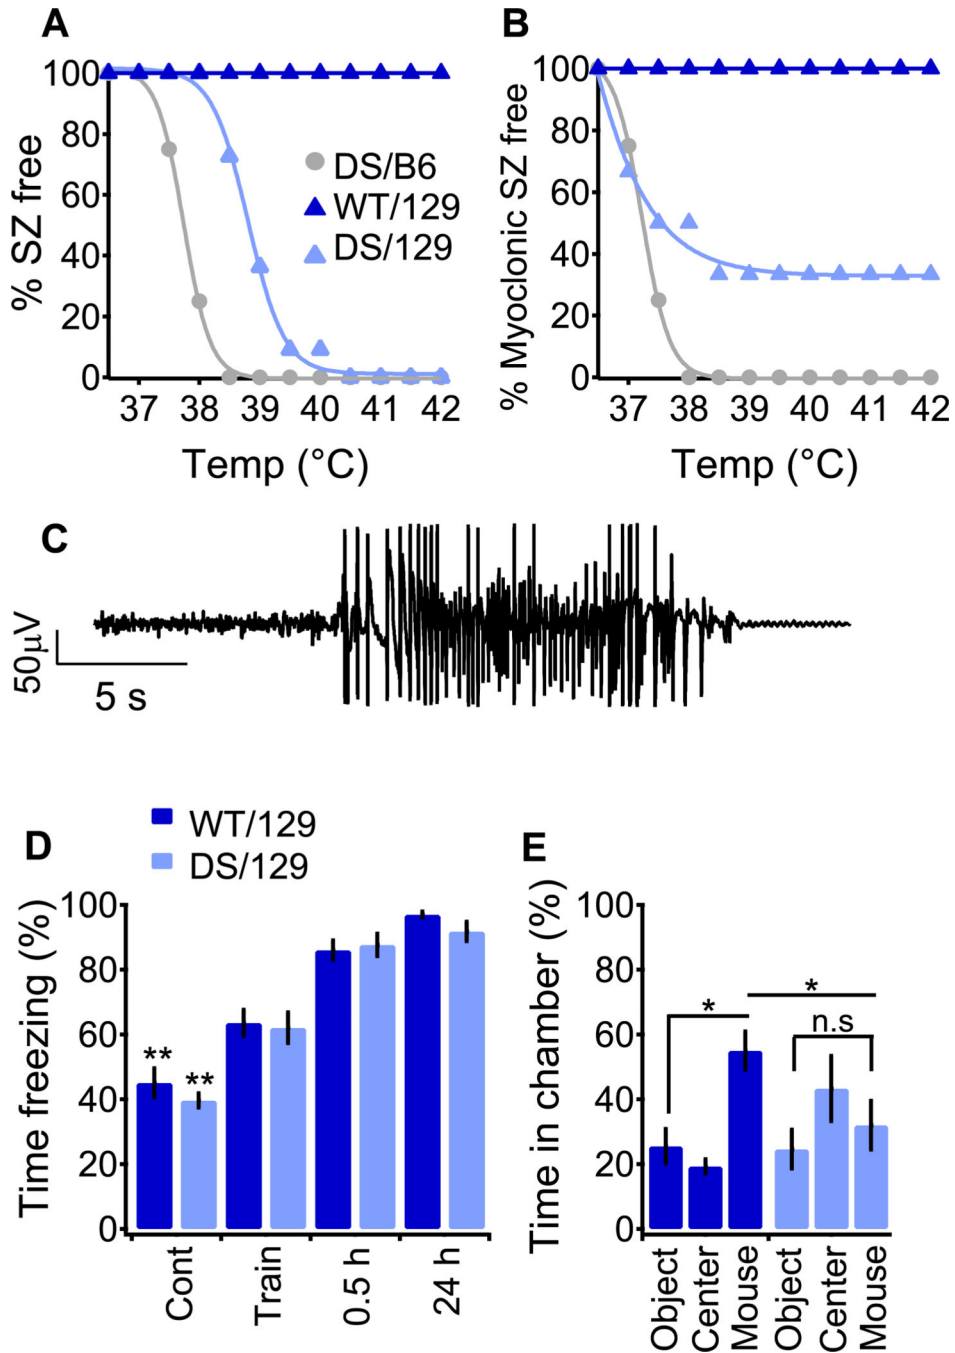 A
% SZ free
100
80
60
40
20
0
37 38 39 40 41 42
Temp (°C)
DS/B6
WT/129
DS/129
B
% Myoclonic SZ free
100
80
60
40
20
0
37 38 39 40 41 42
Temp (°C)
C
50µV
5 s
WT/129
DS/129
D
Time freezing (%)
100
80
60
40
20
0
**
**
Cont
Train
0.5 h
24 h
E
Time in chamber (%)
100
80
60
40
20
0
*
*
n.s
Object
Center
Mouse
Object
Center
Mouse